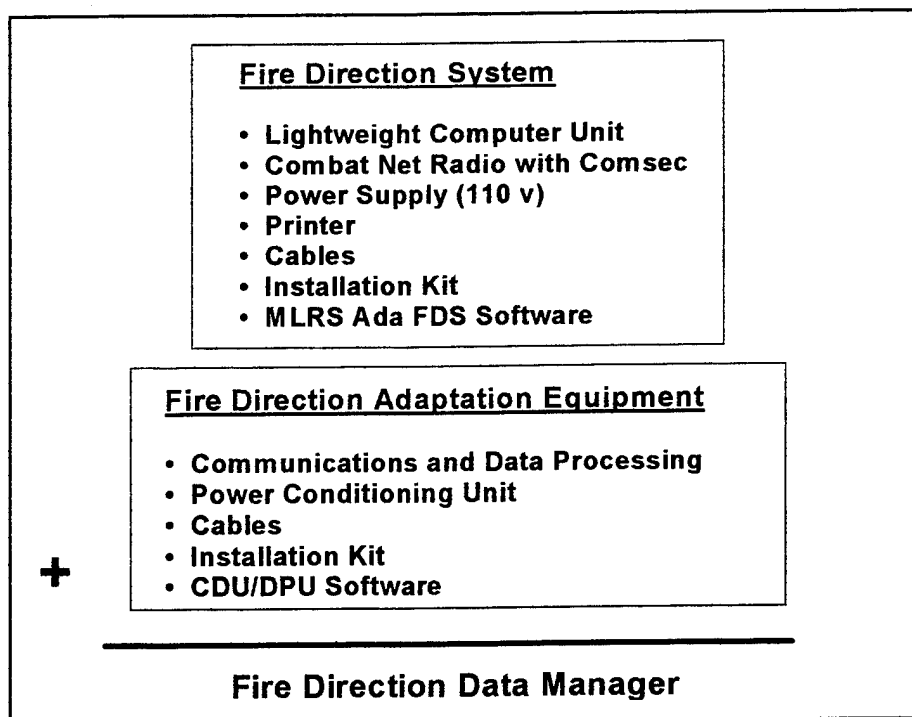 Fire Direction System
• Lightweight Computer Unit
• Combat Net Radio with Comsec
• Power Supply (110 v)
• Printer
• Cables
• Installation Kit
• MLRS Ada FDS Software
Fire Direction Adaptation Equipment
• Communications and Data Processing
• Power Conditioning Unit
• Cables
• Installation Kit
• CDU/DPU Software
+
Fire Direction Data Manager